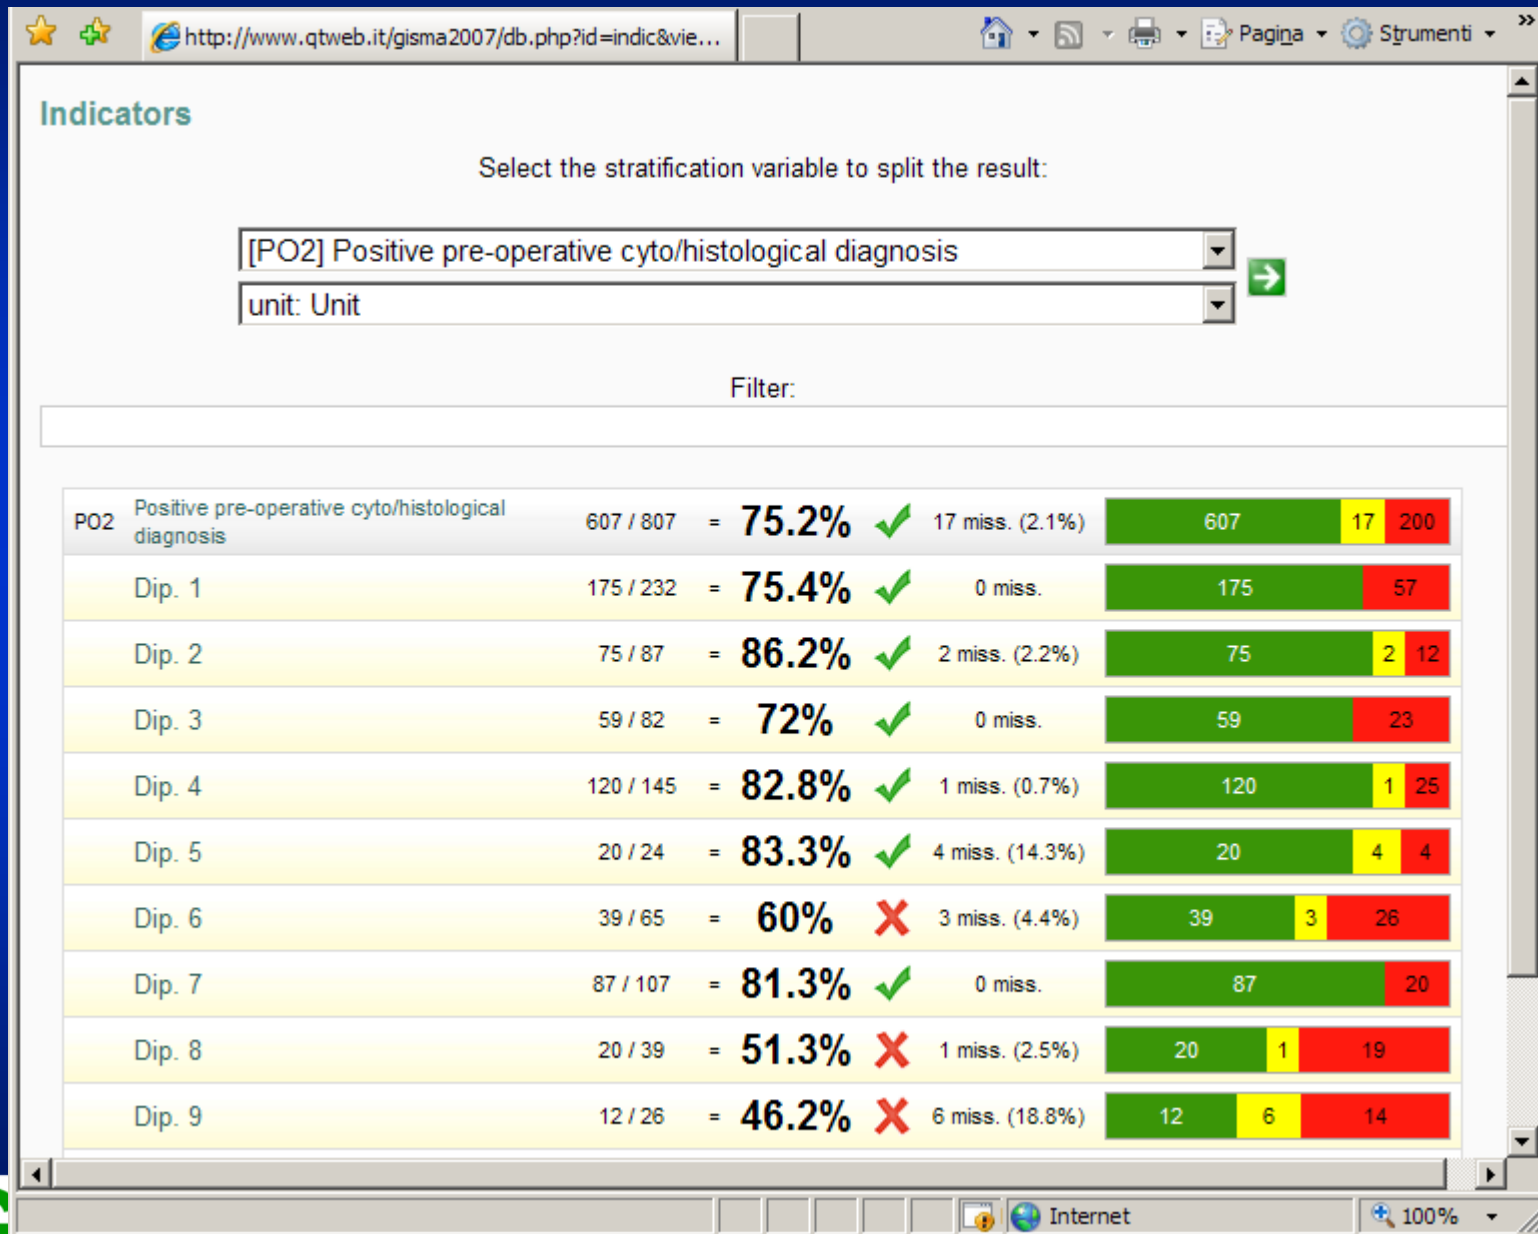 http://www.qtweb.it/gisma2007/db.php?id=indic&vie...
Pagina
Strumenti
»
Indicators
Select the stratification variable to split the result:
[PO2] Positive pre-operative cyto/histological diagnosis
unit: Unit
Filter:
PO2 Positive pre-operative cyto/histological diagnosis 607 / 807 = 75.2% 17 miss. (2.1%) 607 17 200
Dip. 1 175 / 232 = 75.4% 0 miss. 175 57
Dip. 2 75 / 87 = 86.2% 2 miss. (2.2%) 75 2 12
Dip. 3 59 / 82 = 72% 0 miss. 59 23
Dip. 4 120 / 145 = 82.8% 1 miss. (0.7%) 120 1 25
Dip. 5 20 / 24 = 83.3% 4 miss. (14.3%) 20 4 4
Dip. 6 39 / 65 = 60% 3 miss. (4.4%) 39 3 26
Dip. 7 87 / 107 = 81.3% 0 miss. 87 20
Dip. 8 20 / 39 = 51.3% 1 miss. (2.5%) 20 1 19
Dip. 9 12 / 26 = 46.2% 6 miss. (18.8%) 12 6 14
Internet
100%